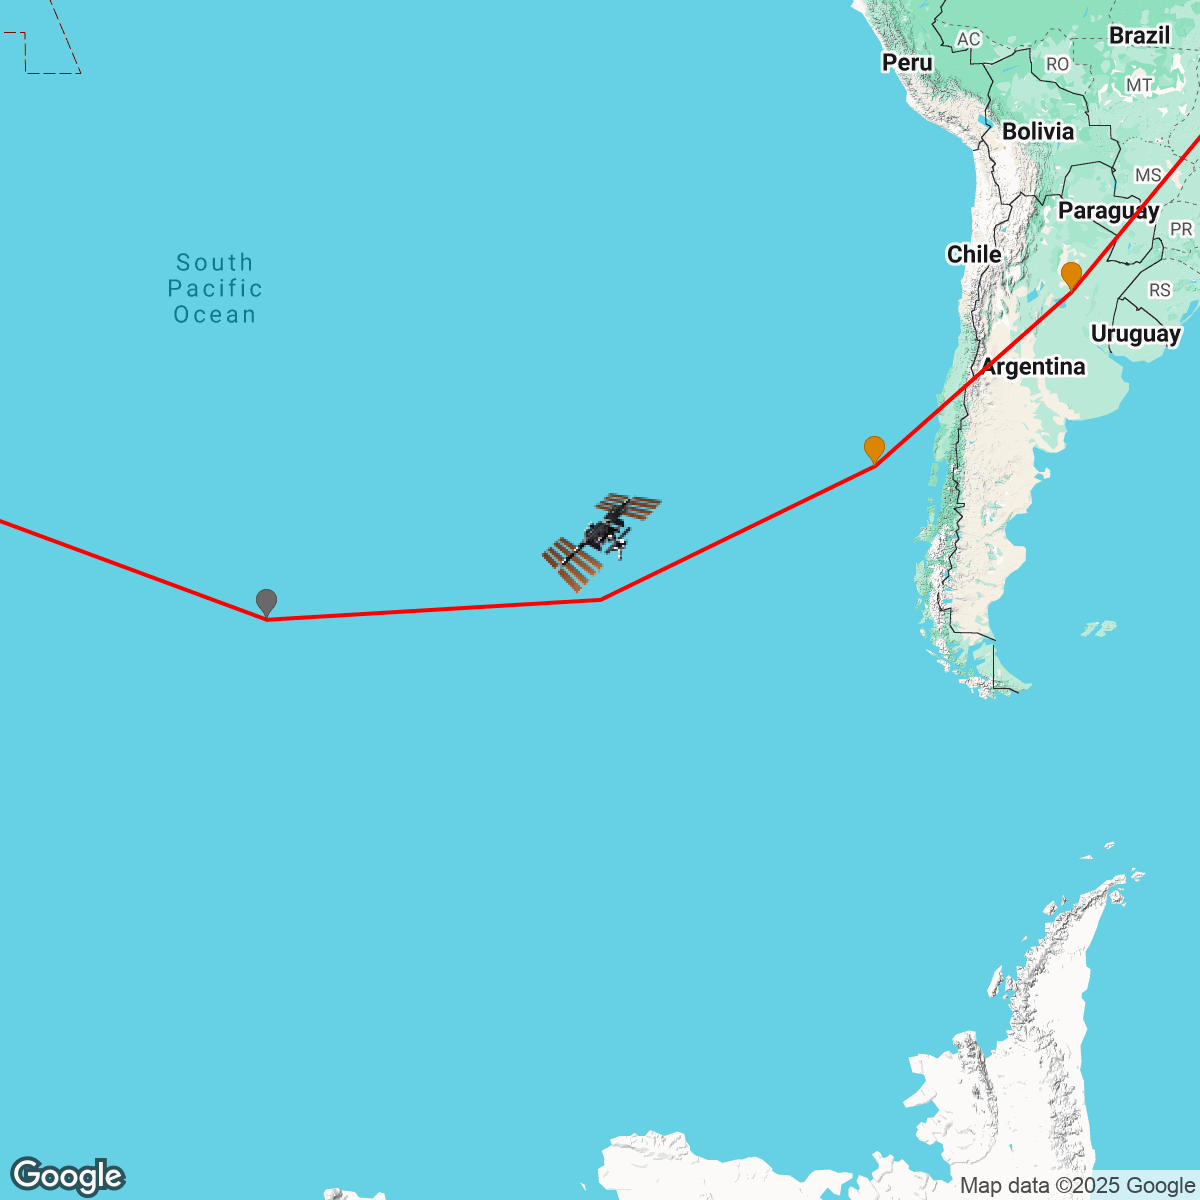 Brazil
AC
Peru
RO
MT
Bolivia
MS
Paraguay
PR
Chile
South
Pacific
Ocean
RS
Uruguay
Argentina
Google
Map data ©2025 Google